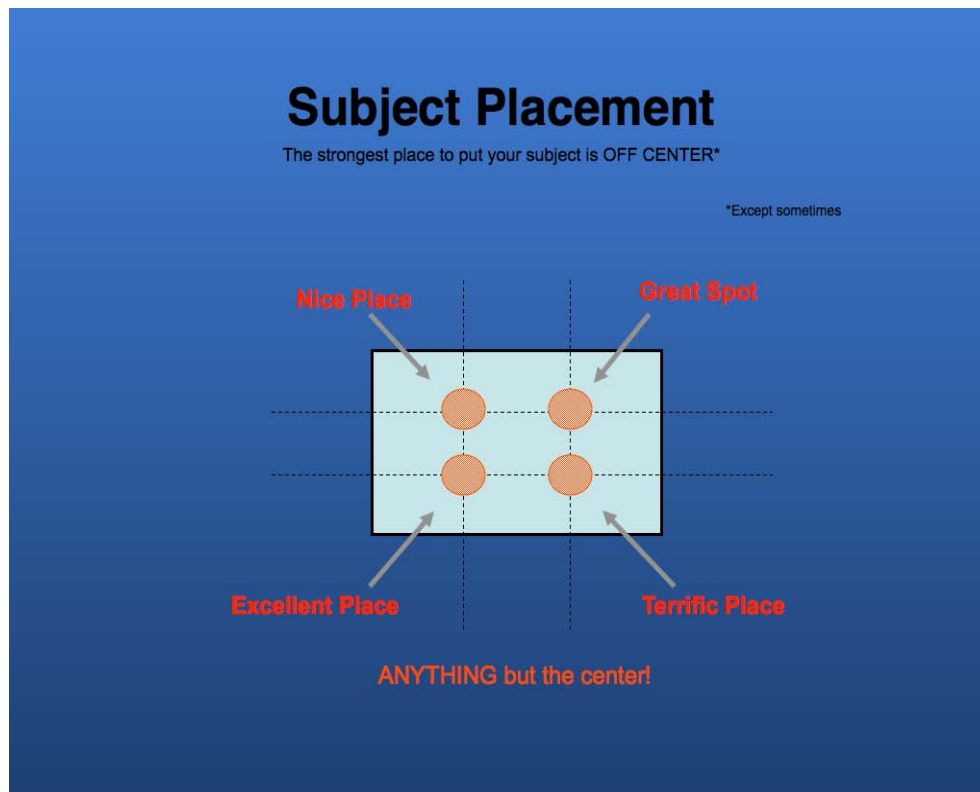 Subject Placement
The strongest place to put your subject is OFF CENTER*
*Except sometimes
Nice Place
Great Spot
Excellent Place
Terrific Place
ANYTHING but the center!